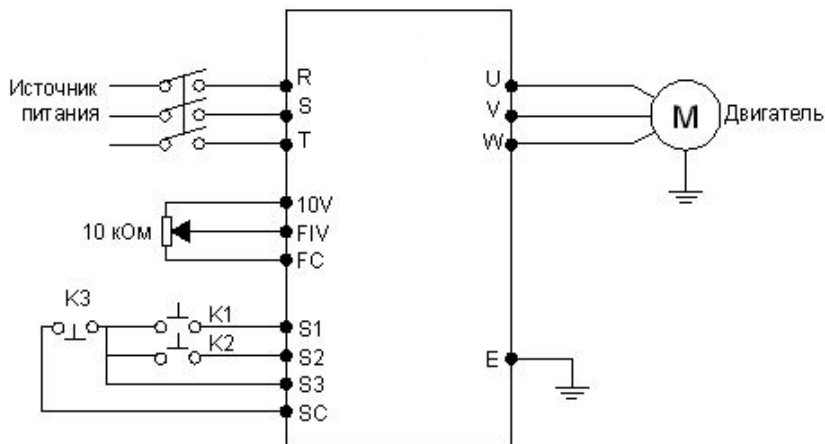 Источник
питания
R
S
T
U
V
W
M
Двигатель
10 кОм
10V
FIV
FC
K3
K1
K2
S1
S2
S3
SC
E